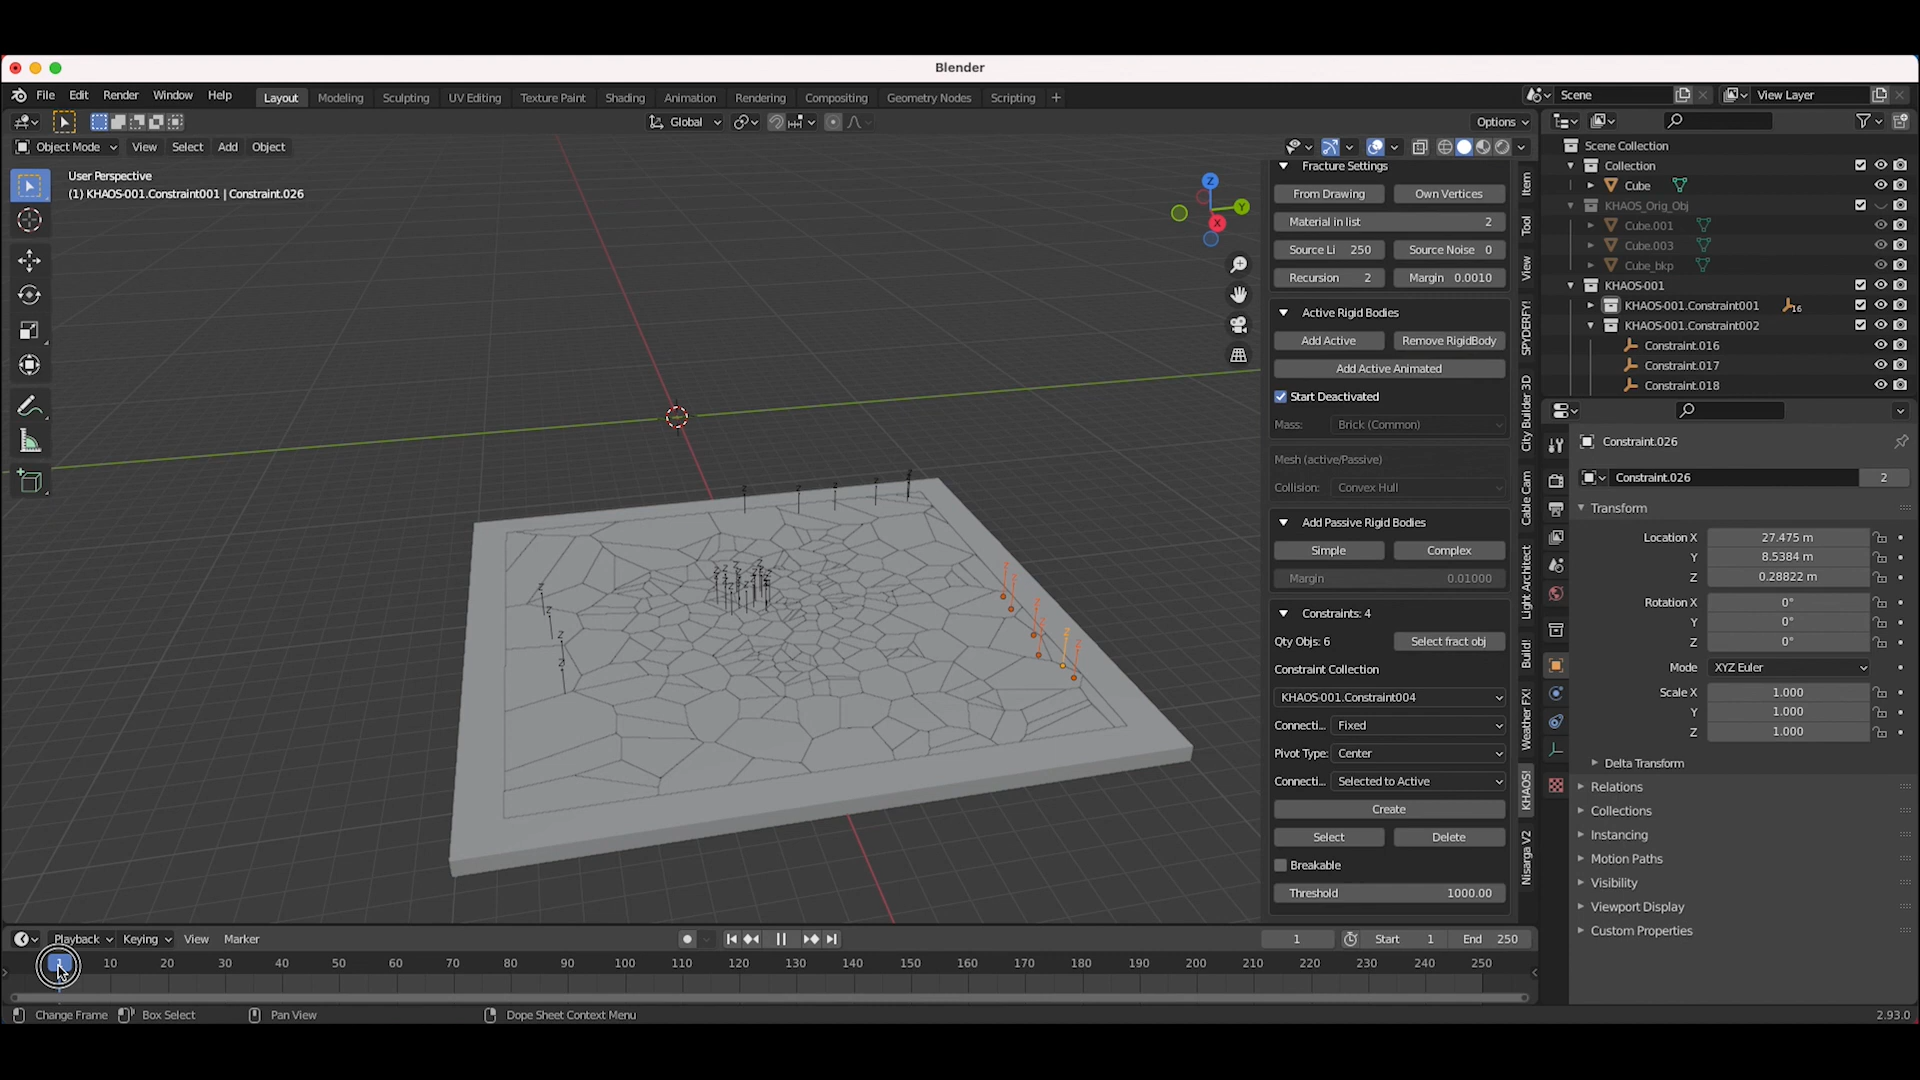 Blender
File Edit Render Window Help
Layout Modeling Sculpting UV Editing Texture Paint Shading Animation Rendering Compositing Geometry Nodes Scripting +
Scene
View Layer
Global
Options
Object Mode View Select Add Object
User Perspective
(1) KHAOS-001.Constraint001 | Constraint.026
Z
Y
X
Fracture Settings
From Drawing Own Vertices
Material in list 2
Source Li 250 Source Noise 0
Recursion 2 Margin 0.0010
Active Rigid Bodies
Add Active Remove RigidBody
Add Active Animated
Start Deactivated
Mass: Brick (Common)
Mesh (active/Passive)
Collision: Convex Hull
Add Passive Rigid Bodies
Simple Complex
Margin 0.01000
Constraints: 4
Qty Objs: 6 Select fract obj
Constraint Collection
KHAOS-001.Constraint004
Connecti... Fixed
Pivot Type: Center
Connecti... Selected to Active
Create
Select Delete
Breakable
Threshold 1000.00
Item
Tool
View
SPYDERFY!
City Builder 3D
Cable Cam
Light Architect
Build!
Weather FX!
KHAOS!
Nisarga V2
Scene Collection
Collection
Cube
KHAOS_Orig_Obj
Cube.001
Cube.003
Cube_bkp
KHAOS-001
KHAOS-001.Constraint001 16
KHAOS-001.Constraint002
Constraint.016
Constraint.017
Constraint.018
Constraint.026
Constraint.026 2
Transform
Location X 27.475 m
Y 8.5384 m
Z 0.28822 m
Rotation X 0°
Y 0°
Z 0°
Mode XYZ Euler
Scale X 1.000
Y 1.000
Z 1.000
Delta Transform
Relations
Collections
Instancing
Motion Paths
Visibility
Viewport Display
Custom Properties
Playback Keying View Marker
1 Start 1 End 250
1 10 20 30 40 50 60 70 80 90 100 110 120 130 140 150 160 170 180 190 200 210 220 230 240 250
Change Frame Box Select Pan View Dope Sheet Context Menu
2.93.0